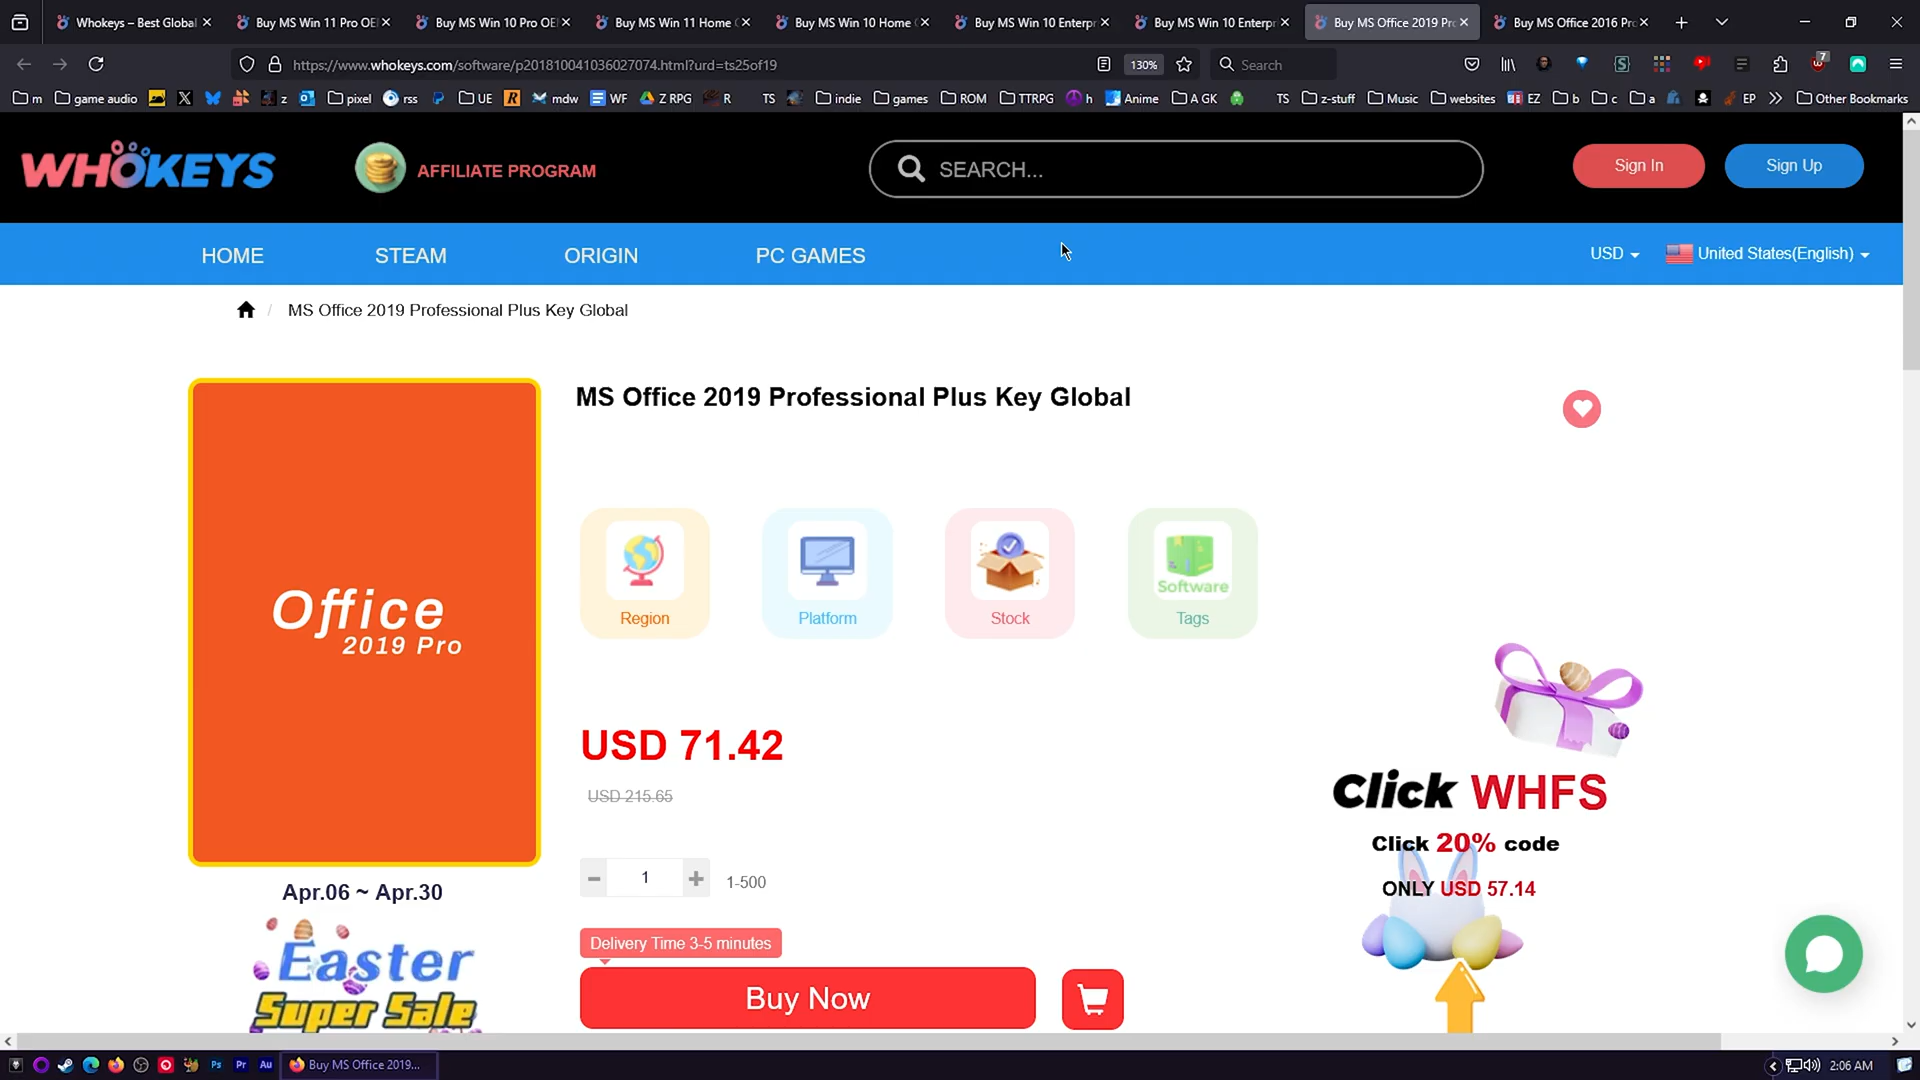 Whokeys – Best Global
Buy MS Win 11 Pro OE
Buy MS Win 10 Pro OE
Buy MS Win 11 Home
Buy MS Win 10 Home
Buy MS Win 10 Enterp
Buy MS Win 10 Enterp
Buy MS Office 2019 Pr
Buy MS Office 2016 Pr
https://www.whokeys.com/software/p201810041036027074.html?urd=ts25of19
130%
Search
7
m
game audio
z
pixel
rss
UE
mdw
WF
Z RPG
R
TS
indie
games
ROM
TTRPG
h
Anime
A GK
TS
z-stuff
Music
websites
EZ
b
c
a
EP
Other Bookmarks
WHOKEYS
AFFILIATE PROGRAM
SEARCH...
Sign In
Sign Up
HOME
STEAM
ORIGIN
PC GAMES
USD
United States(English)
/ MS Office 2019 Professional Plus Key Global
Office
2019 Pro
MS Office 2019 Professional Plus Key Global
Region
Platform
Stock
Software
Tags
USD 71.42
USD 215.65
1
1-500
Click WHFS
Click 20% code
ONLY USD 57.14
Apr.06 ~ Apr.30
Easter
Super Sale
Delivery Time 3-5 minutes
Buy Now
Ps
Pr
Au
Buy MS Office 2019...
2:06 AM